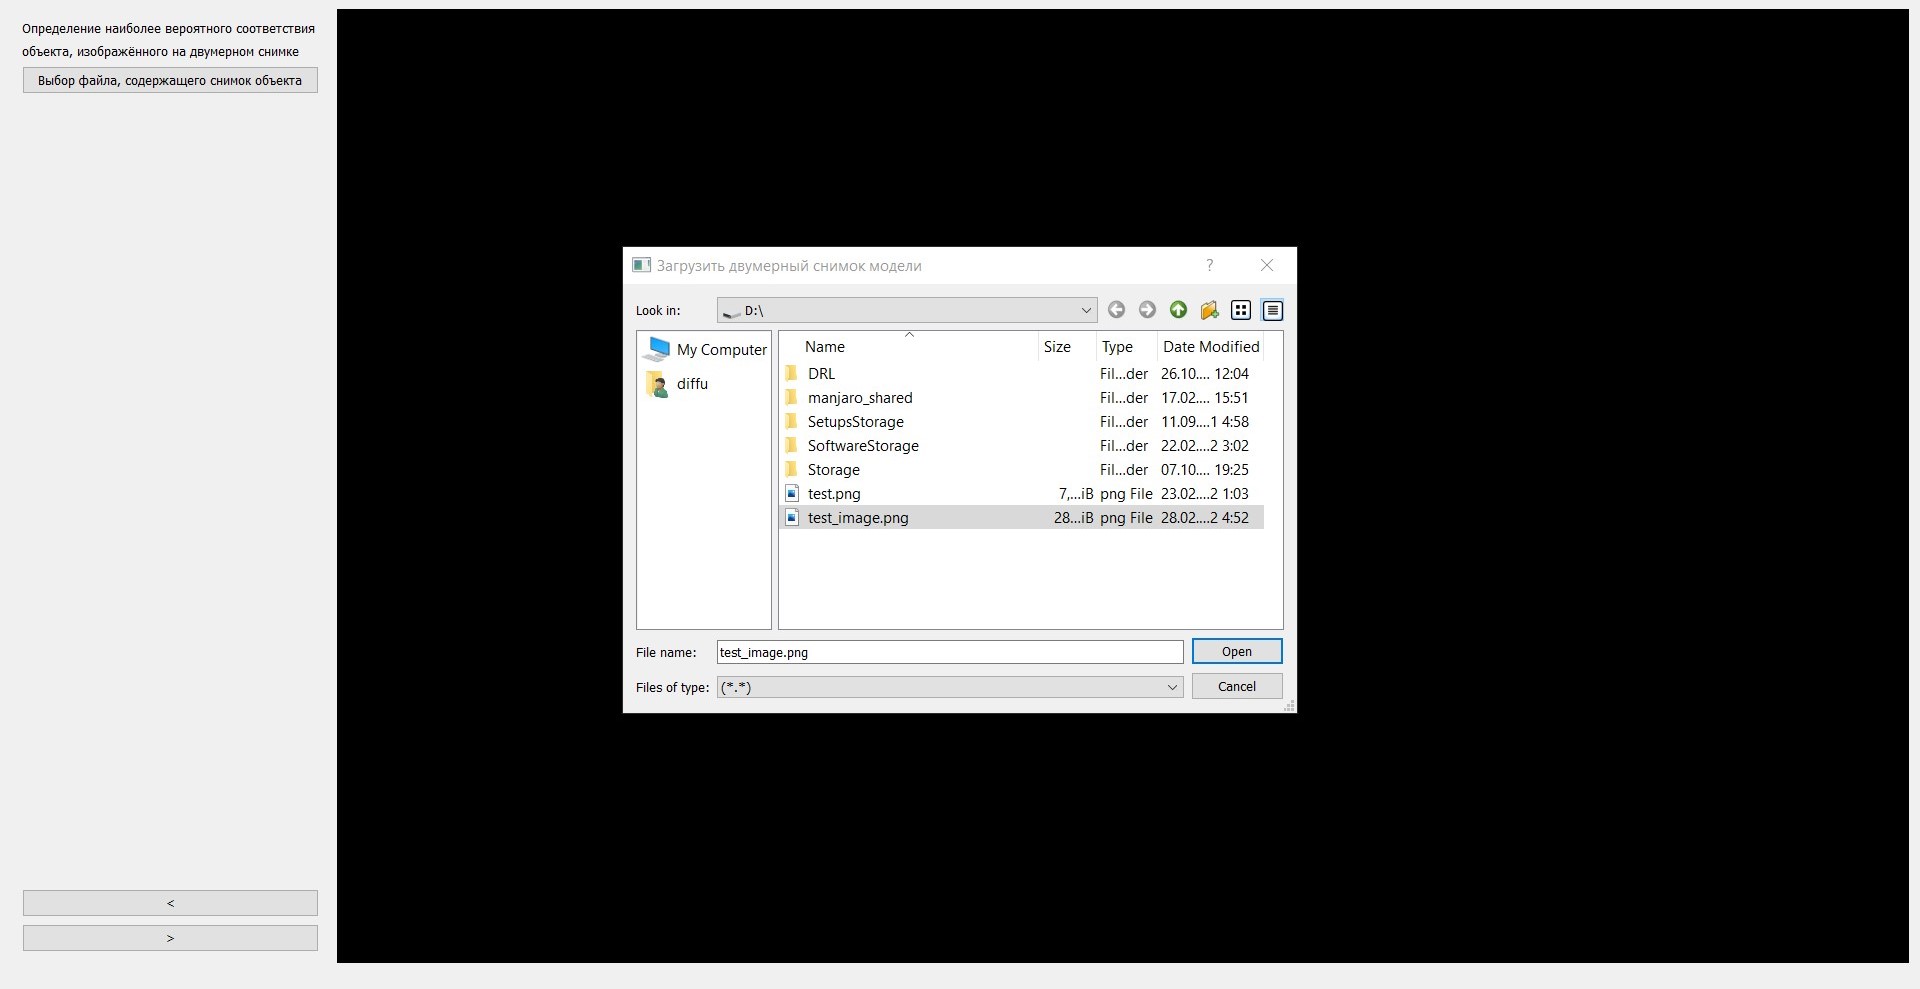 Определение наиболее вероятного соответствия
объекта, изображённого на двумерном снимке
Выбор файла, содержащего снимок объекта
Загрузить двумерный снимок модели
?
Look in:
D:\
My Computer
diffu
Name Size Type Date Modified
DRL Fil...der 26.10.... 12:04
manjaro_shared Fil...der 17.02.... 15:51
SetupsStorage Fil...der 11.09....1 4:58
SoftwareStorage Fil...der 22.02....2 3:02
Storage Fil...der 07.10.... 19:25
test.png 7,...iB png File 23.02....2 1:03
test_image.png 28...iB png File 28.02....2 4:52
File name: test_image.png Open
Files of type: (*.*) Cancel
<
>